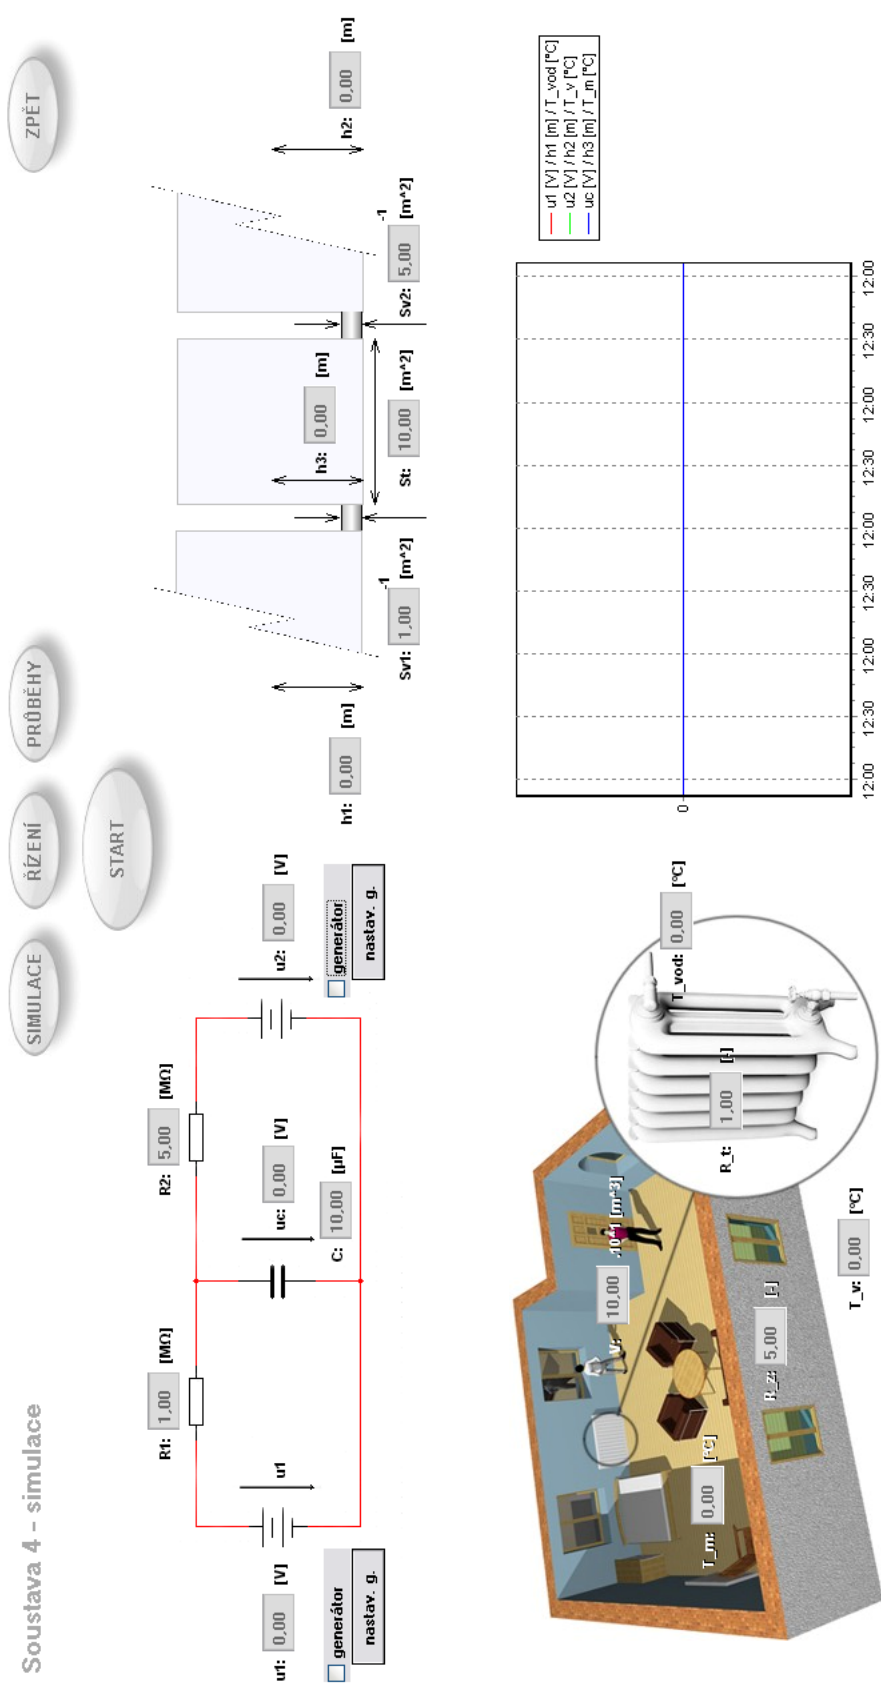 Soustava 4 - simulace
SIMULACE
ŘÍZENÍ
PRŮBĚHY
ZPĚT
START
R1: 1,00 [MΩ]
R2: 5,00 [MΩ]
u1: 0,00 [V]
u1
uc: 0,00 [V]
C: 10,00 [µF]
u2: 0,00 [V]
generátor
nastav. g.
generátor
nastav. g.
h1: 0,00 [m]
h3: 0,00 [m]
h2: 0,00 [m]
Sv1: 1,00 [m^2]-1
St: 10,00 [m^2]
Sv2: 5,00 [m^2]-1
T_m: 0,00 [°C]
V: 10,00 .10^1 [m^3]
R_z: 5,00 [-]
T_v: 0,00 [°C]
R_t: 1,00 [-]
T_vod: 0,00 [°C]
0
12:00 12:30 12:00 12:30 12:00 12:30 12:00 12:30 12:00
u1 [V] / h1 [m] / T_vod [°C]
u2 [V] / h2 [m] / T_v [°C]
uc [V] / h3 [m] / T_m [°C]